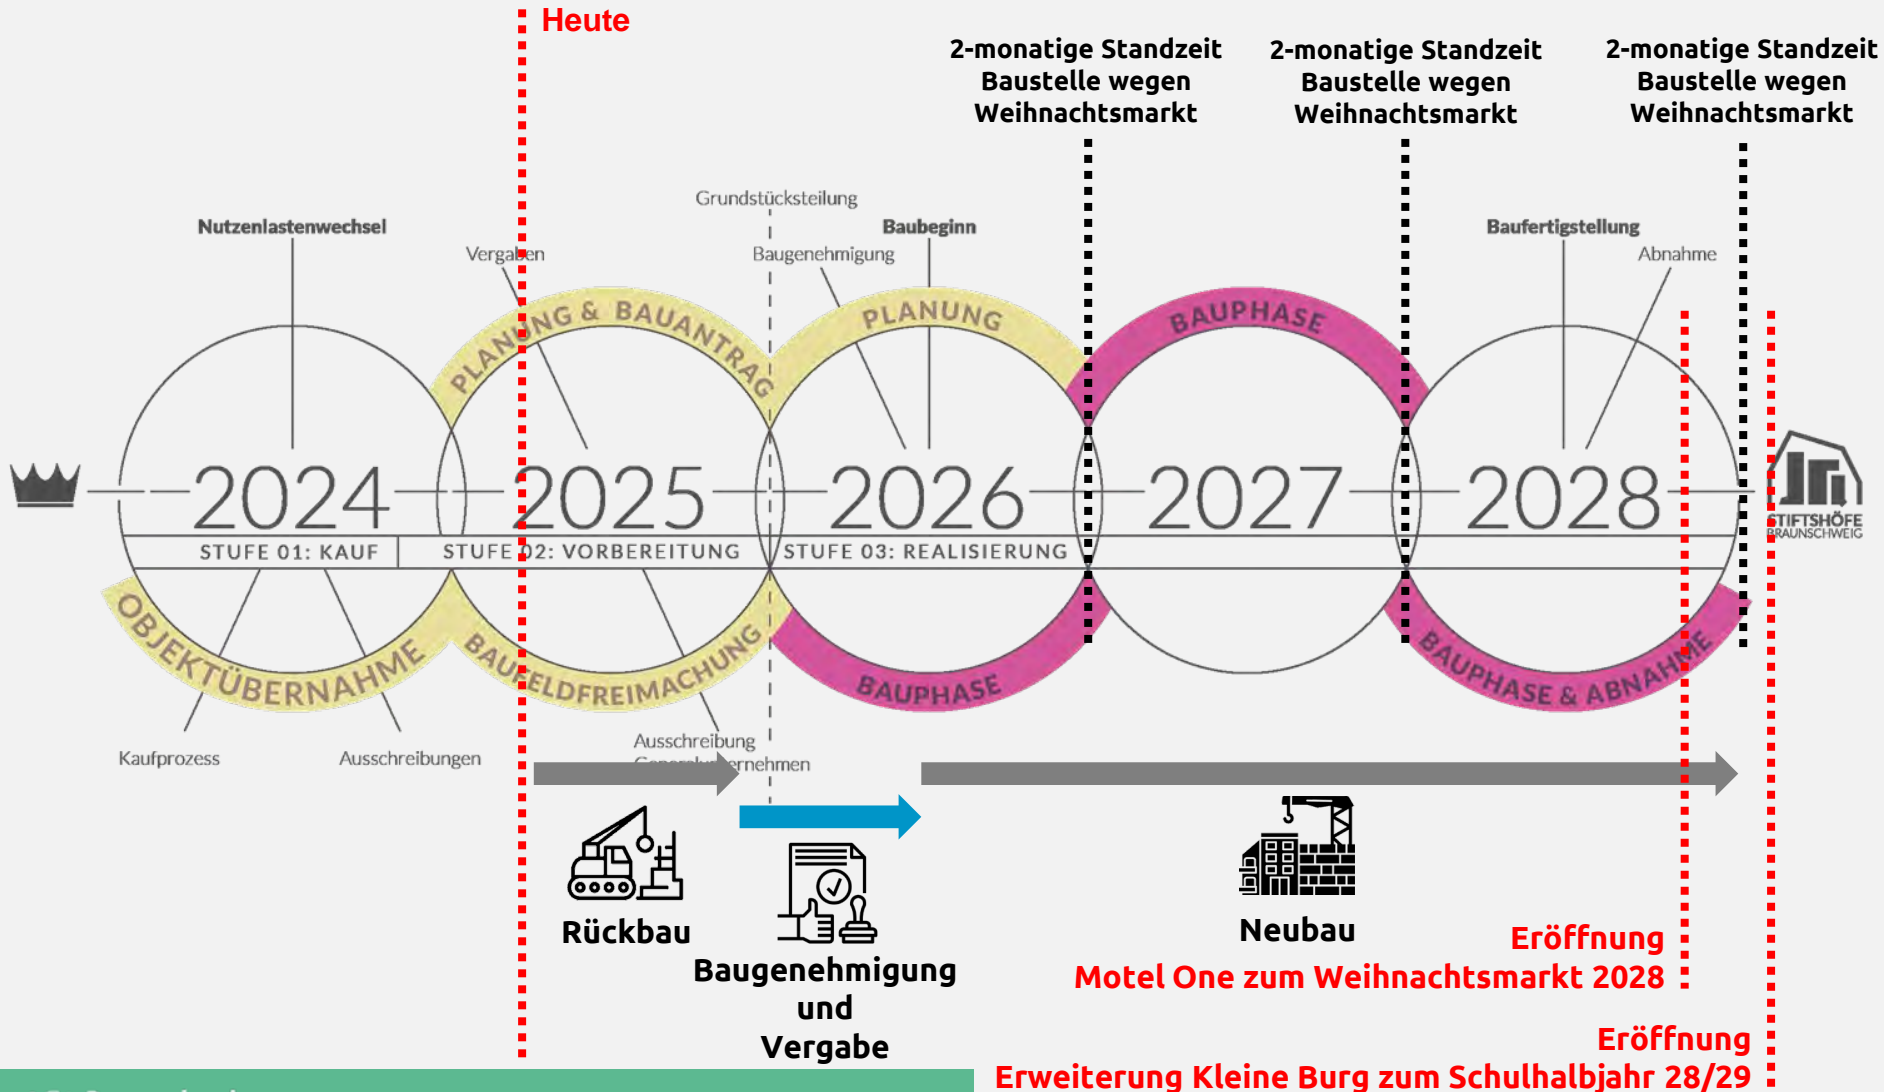 Heute
2-monatige Standzeit
Baustelle wegen
Weihnachtsmarkt
2-monatige Standzeit
Baustelle wegen
Weihnachtsmarkt
2-monatige Standzeit
Baustelle wegen
Weihnachtsmarkt
Nutzenlastenwechsel
Vergaben
Grundstücksteilung
Baugenehmigung
Baubeginn
Baufertigstellung
Abnahme
PLANUNG & BAUANTRAG
PLANUNG
BAUPHASE
2024
2025
2026
2027
2028
STIFTSHÖFE
BRAUNSCHWEIG
STUFE 01: KAUF
STUFE 02: VORBEREITUNG
STUFE 03: REALISIERUNG
OBJEKTÜBERNAHME
BAUFELDFREIMACHUNG
BAUPHASE
BAUPHASE & ABNAHME
Kaufprozess
Ausschreibungen
Ausschreibung
Rückbau
Baugenehmigung
und
Vergabe
Neubau
Eröffnung
Motel One zum Weihnachtsmarkt 2028
Eröffnung
Erweiterung Kleine Burg zum Schulhalbjahr 28/29